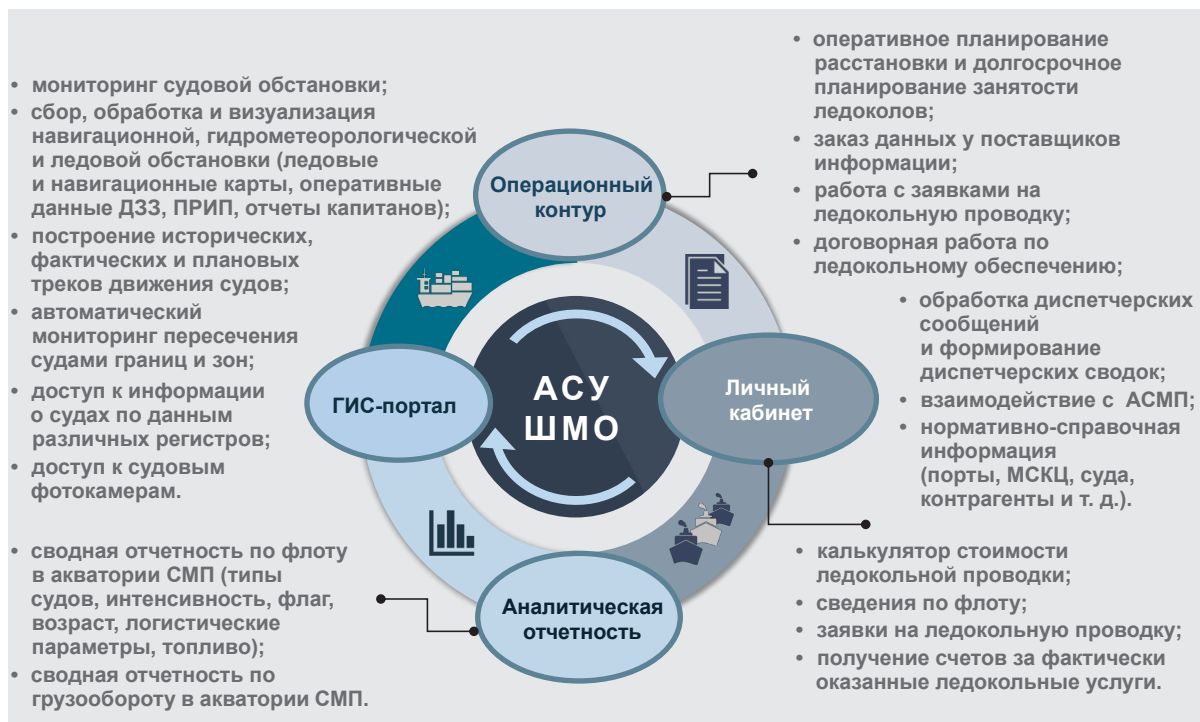 • мониторинг судовой обстановки;
• сбор, обработка и визуализация
навигационной, гидрометеорологической
и ледовой обстановки (ледовые
и навигационные карты, оперативные
данные ДЗЗ, ПРИП, отчеты капитанов);
• построение исторических,
фактических и плановых
треков движения судов;
• автоматический
мониторинг пересечения
судами границ и зон;
• доступ к информации
о судах по данным
различных регистров;
• доступ к судовым
фотокамерам.
• оперативное планирование
расстановки и долгосрочное
планирование занятости
ледоколов;
• заказ данных у поставщиков
информации;
• работа с заявками на
ледокольную проводку;
• договорная работа по
ледокольному обеспечению;
• обработка диспетчерских
сообщений
и формирование
диспетчерских сводок;
• взаимодействие с АСМП;
• нормативно-справочная
информация
(порты, МСКЦ, суда,
контрагенты и т. д.).
Операционный
контур
ГИС-портал
АСУ
ШМО
Личный
кабинет
Аналитическая
отчетность
• сводная отчетность по флоту
в акватории СМП (типы
судов, интенсивность, флаг,
возраст, логистические
параметры, топливо);
• сводная отчетность по
грузообороту в акватории СМП.
• калькулятор стоимости
ледокольной проводки;
• сведения по флоту;
• заявки на ледокольную проводку;
• получение счетов за фактически
оказанные ледокольные услуги.